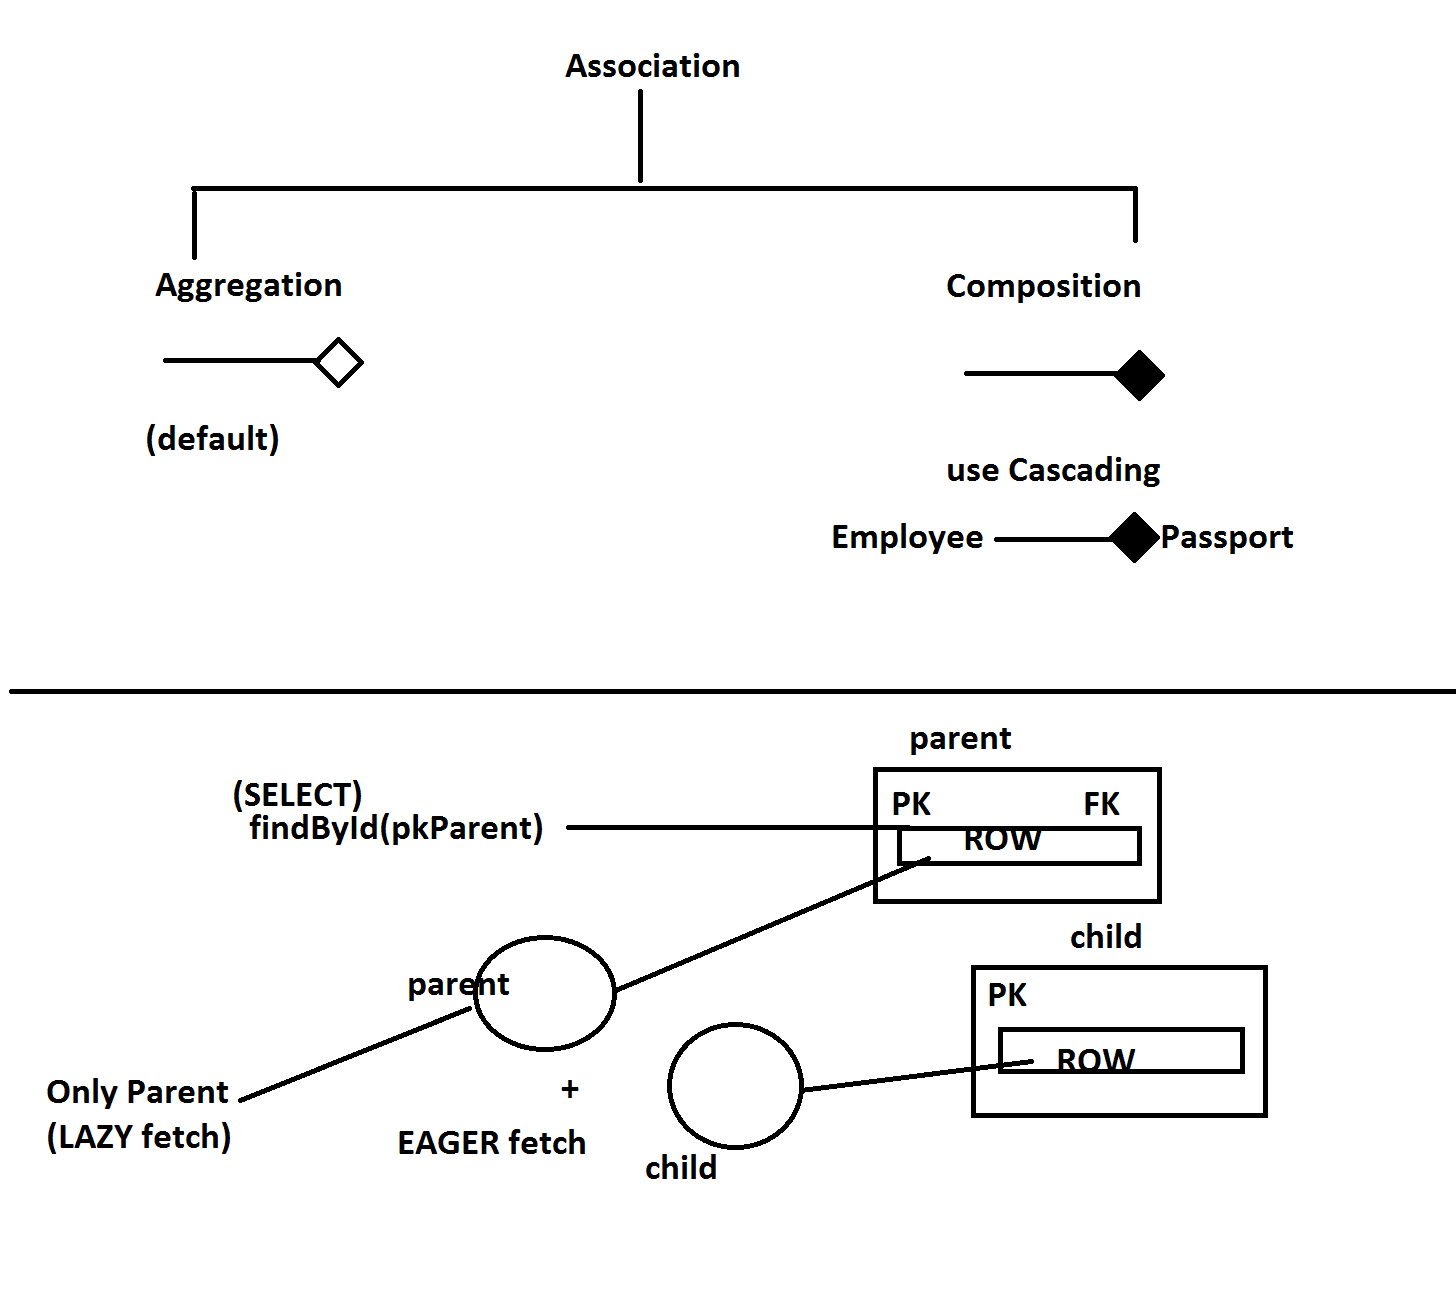 Association
Aggregation
Composition
(default)
use Cascading
Employee Passport
parent
(SELECT)
findById(pkParent)
PK FK
ROW
child
parent
PK
Only Parent
(LAZY fetch)
+
ROW
EAGER fetch
child